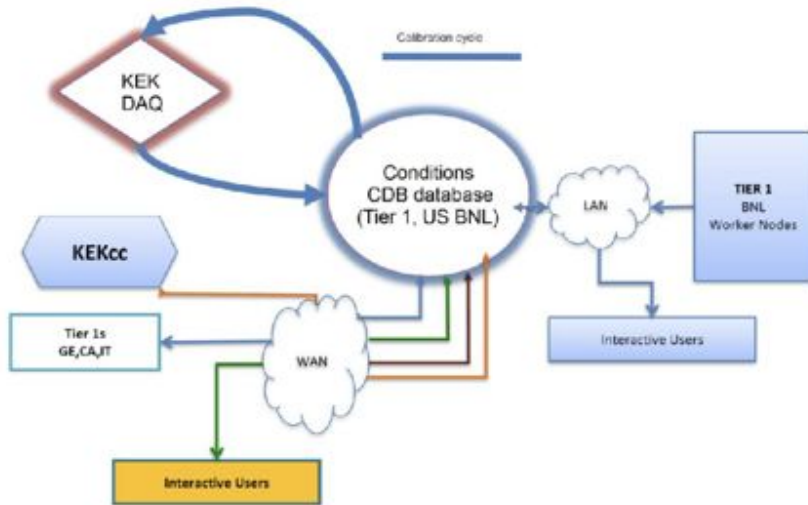 Calibration cycle
KEK
DAQ
Conditions
CDB database
(Tier 1, US BNL)
LAN
TIER 1
BNL
Worker Nodes
KEKcc
Tier 1s
GE,CA,IT
WAN
Interactive Users
Interactive Users